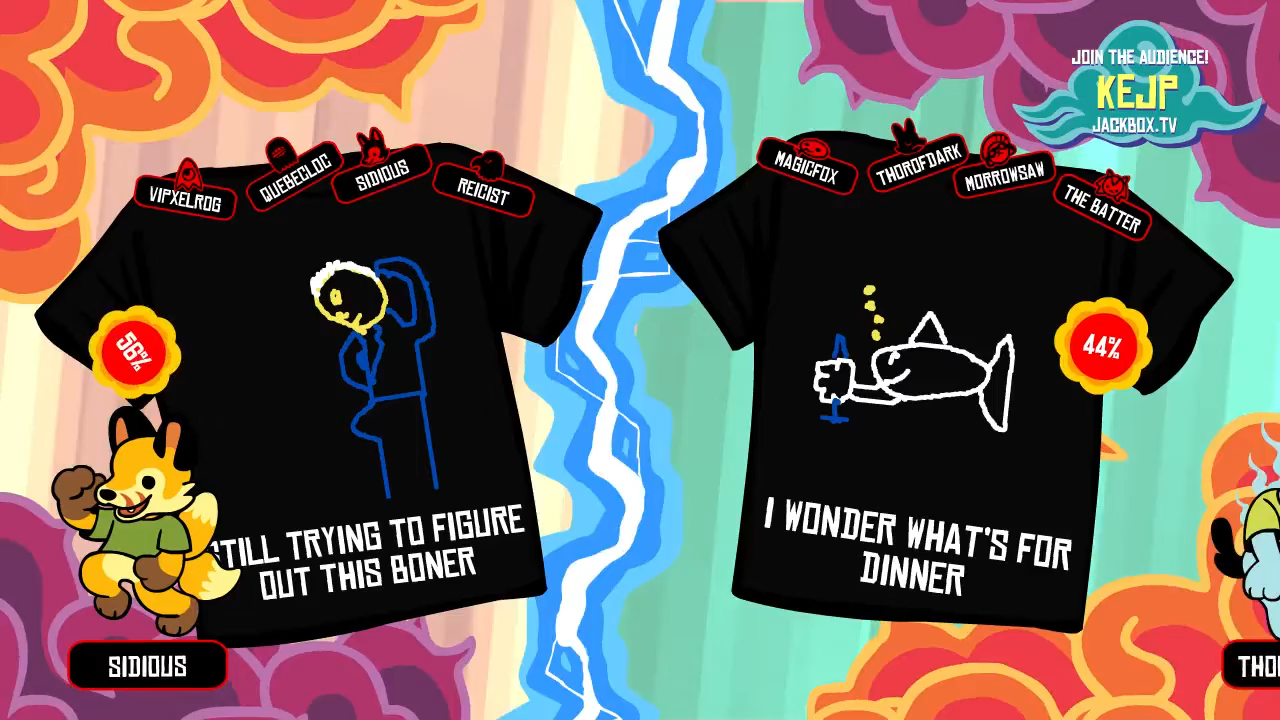 JOIN THE AUDIENCE!
KEJP
JACKBOX.TV
VIPXELROG
QUEBECLOC
SIDIOUS
REICIST
MAGICFOX
THOROFDARK
MORROWSAW
THE BATTER
56%
44%
TILL TRYING TO FIGURE
OUT THIS BONER
I WONDER WHAT'S FOR
DINNER
SIDIOUS